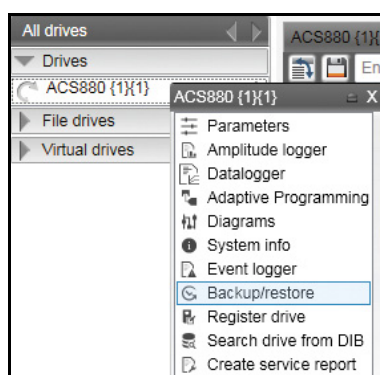 All drives
ACS880 {1}{
Drives
En
ACS880 {1}{1}
ACS880 {1}{1} X
File drives
Virtual drives
Parameters
Amplitude logger
Datalogger
Adaptive Programming
Diagrams
System info
Event logger
Backup/restore
Register drive
Search drive from DIB
Create service report